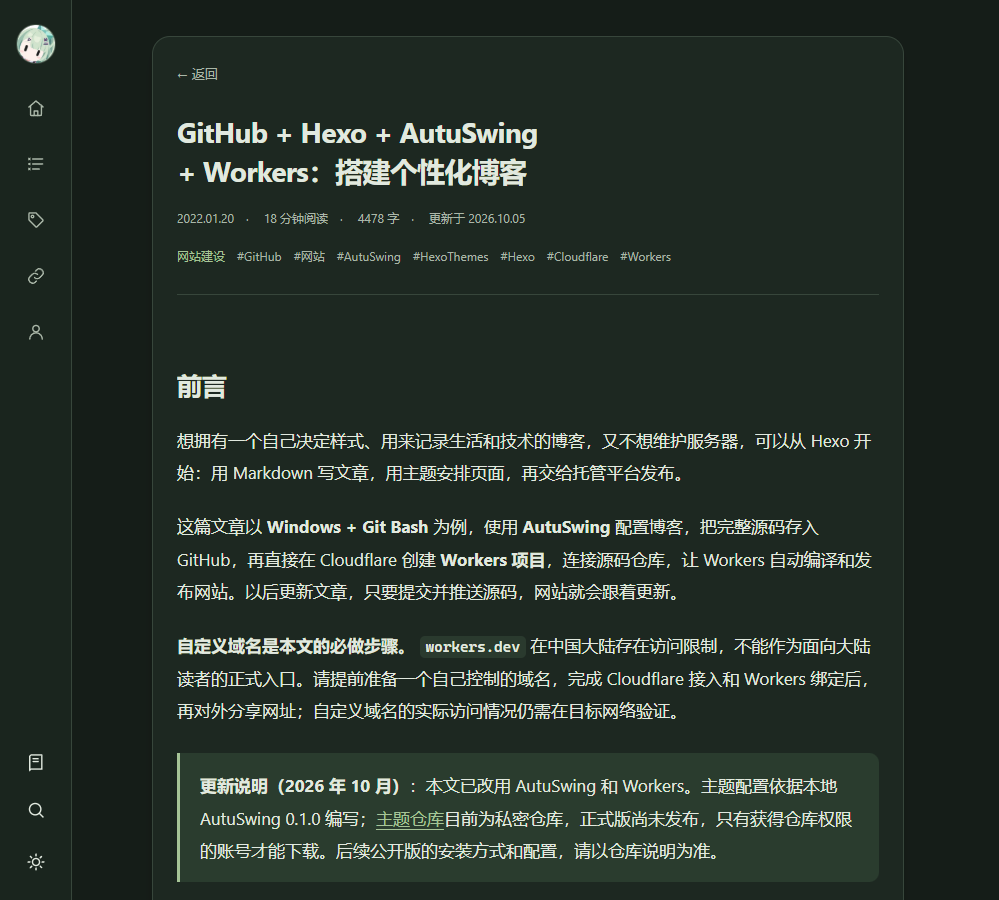 ← 返回
GitHub + Hexo + AutuSwing
+ Workers：搭建个性化博客
2022.01.20 · 18 分钟阅读 · 4478 字 · 更新于 2026.10.05
网站建设 #GitHub #网站 #AutuSwing #HexoThemes #Hexo #Cloudflare #Workers
前言
想拥有一个自己决定样式、用来记录生活和技术的博客，又不想维护服务器，可以从 Hexo 开
始：用 Markdown 写文章，用主题安排页面，再交给托管平台发布。
这篇文章以 Windows + Git Bash 为例，使用 AutuSwing 配置博客，把完整源码存入
GitHub，再直接在 Cloudflare 创建 Workers 项目，连接源码仓库，让 Workers 自动编译和发
布网站。以后更新文章，只要提交并推送源码，网站就会跟着更新。
自定义域名是本文的必做步骤。 workers.dev 在中国大陆存在访问限制，不能作为面向大陆
读者的正式入口。请提前准备一个自己控制的域名，完成 Cloudflare 接入和 Workers 绑定后，
再对外分享网址；自定义域名的实际访问情况仍需在目标网络验证。
更新说明（2026 年 10 月）：本文已改用 AutuSwing 和 Workers。主题配置依据本地
AutuSwing 0.1.0 编写；主题仓库目前为私密仓库，正式版尚未发布，只有获得仓库权限
的账号才能下载。后续公开版的安装方式和配置，请以仓库说明为准。